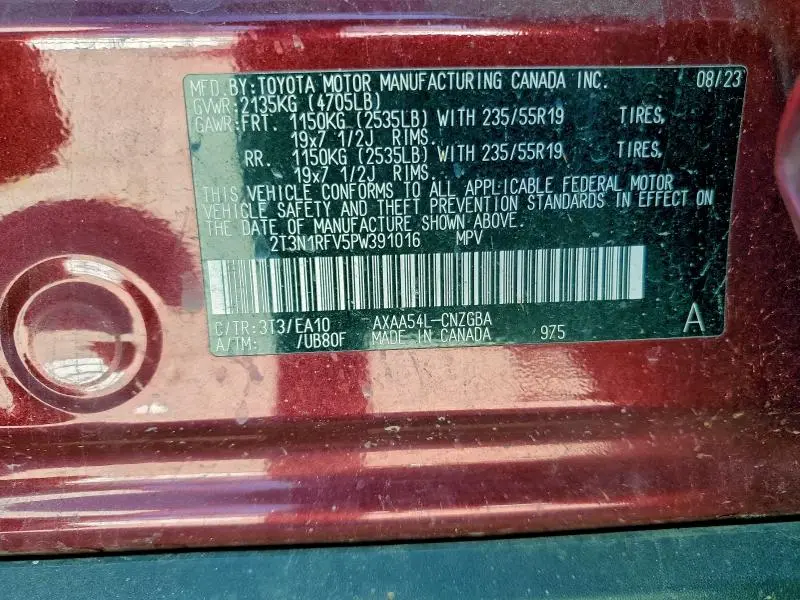 MFD.BY:TOYOTA MOTOR MANUFACTURING CANADA INC. 08/23
GVWR:2135KG (4705LB)
GAWR:FRT. 1150KG (2535LB) WITH 235/55R19 TIRES,
19x7 1/2J RIMS.
RR. 1150KG (2535LB) WITH 235/55R19 TIRES,
19x7 1/2J RIMS.
THIS VEHICLE CONFORMS TO ALL APPLICABLE FEDERAL MOTOR
VEHICLE SAFETY AND THEFT PREVENTION STANDARDS IN EFFECT ON
THE DATE OF MANUFACTURE SHOWN ABOVE.
2T3N1RFV5PW391016 MPV
C/TR:3T3/EA10 AXAA54L-CNZGBA A
A/TM: /UB80F MADE IN CANADA 975